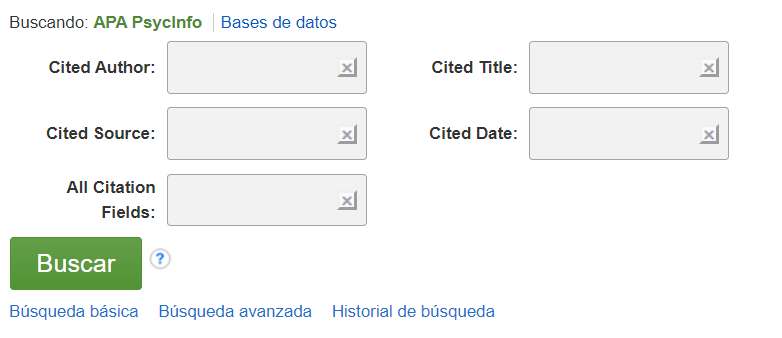 Buscando: APA PsycInfo Bases de datos
Cited Author: Cited Title:
Cited Source: Cited Date:
All Citation
Fields:
Buscar ?
Búsqueda básica Búsqueda avanzada Historial de búsqueda